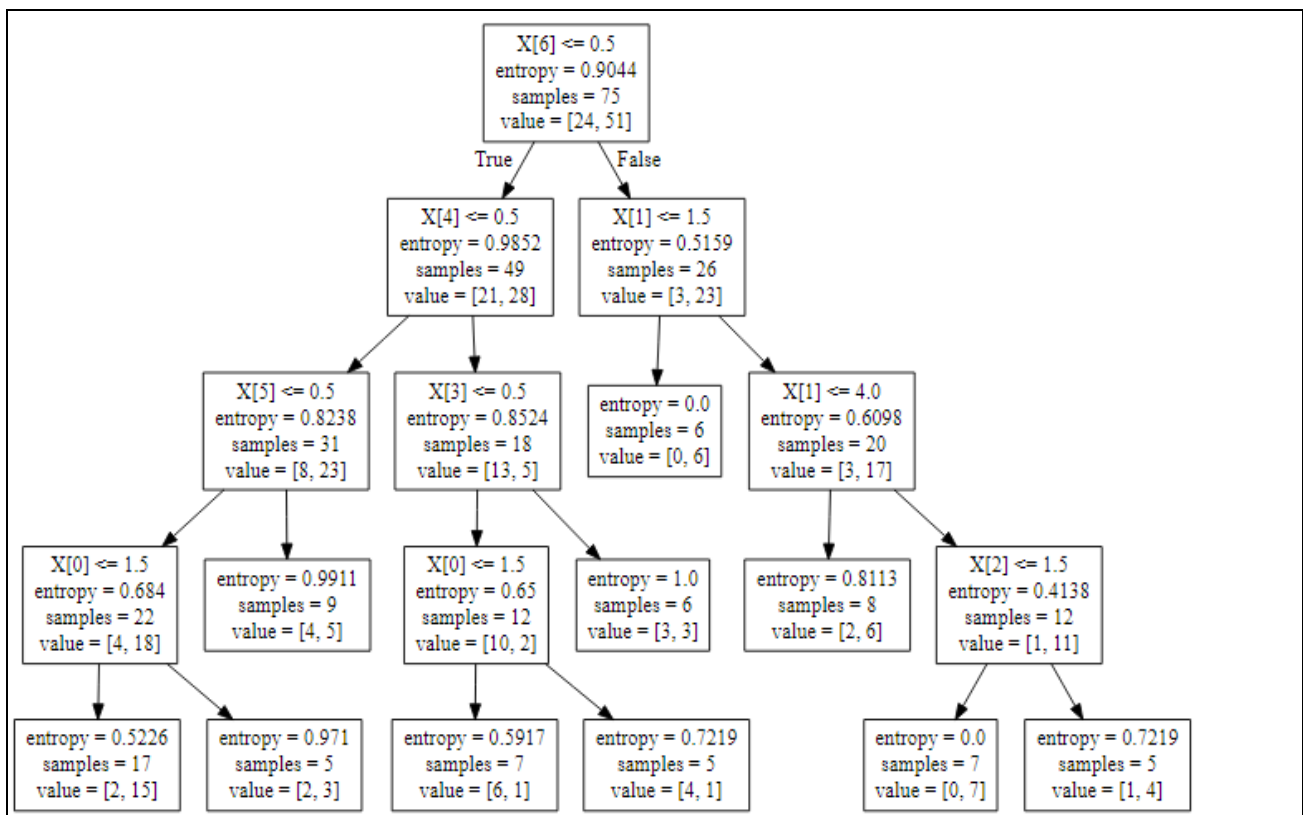 X[6] <= 0.5
entropy = 0.9044
samples = 75
value = [24, 51]
True
False
X[4] <= 0.5
entropy = 0.9852
samples = 49
value = [21, 28]
X[1] <= 1.5
entropy = 0.5159
samples = 26
value = [3, 23]
X[5] <= 0.5
entropy = 0.8238
samples = 31
value = [8, 23]
X[3] <= 0.5
entropy = 0.8524
samples = 18
value = [13, 5]
entropy = 0.0
samples = 6
value = [0, 6]
X[1] <= 4.0
entropy = 0.6098
samples = 20
value = [3, 17]
X[0] <= 1.5
entropy = 0.684
samples = 22
value = [4, 18]
entropy = 0.9911
samples = 9
value = [4, 5]
X[0] <= 1.5
entropy = 0.65
samples = 12
value = [10, 2]
entropy = 1.0
samples = 6
value = [3, 3]
entropy = 0.8113
samples = 8
value = [2, 6]
X[2] <= 1.5
entropy = 0.4138
samples = 12
value = [1, 11]
entropy = 0.5226
samples = 17
value = [2, 15]
entropy = 0.971
samples = 5
value = [2, 3]
entropy = 0.5917
samples = 7
value = [6, 1]
entropy = 0.7219
samples = 5
value = [4, 1]
entropy = 0.0
samples = 7
value = [0, 7]
entropy = 0.7219
samples = 5
value = [1, 4]